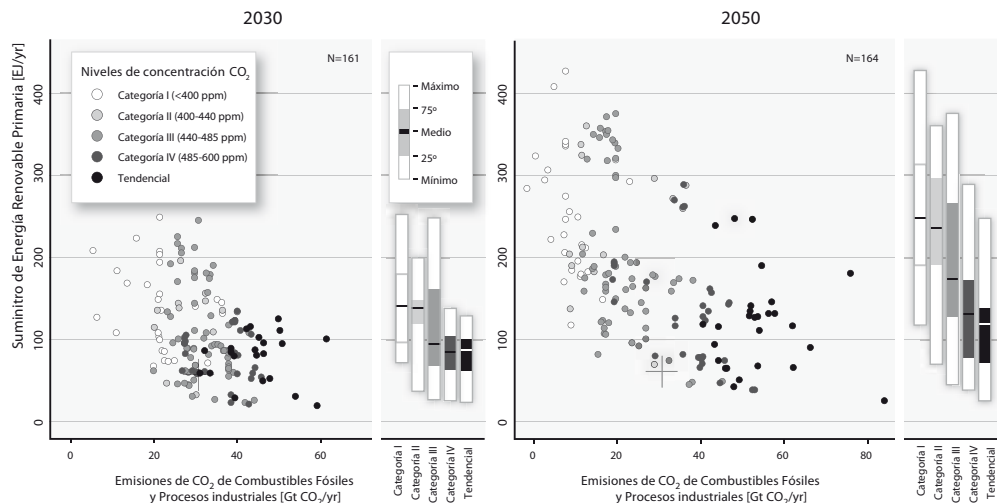 2030
2050
Suministro de Energía Renovable Primaria [EJ/yr]
400
300
200
100
0
N=161
Niveles de concentración CO2
Categoría I (<400 ppm)
Categoría II (400-440 ppm)
Categoría III (440-485 ppm)
Categoría IV (485-600 ppm)
Tendencial
Máximo
75º
Medio
25º
Mínimo
0
20
40
60
Emisiones de CO2 de Combustibles Fósiles
y Procesos industriales [Gt CO2/yr]
Categoría I
Categoría II
Categoría III
Categoría IV
Tendencial
N=164
400
300
200
100
0
0
20
40
60
80
Emisiones de CO2 de Combustibles Fósiles
y Procesos industriales [Gt CO2/yr]
Categoría I
Categoría II
Categoría III
Categoría IV
Tendencial